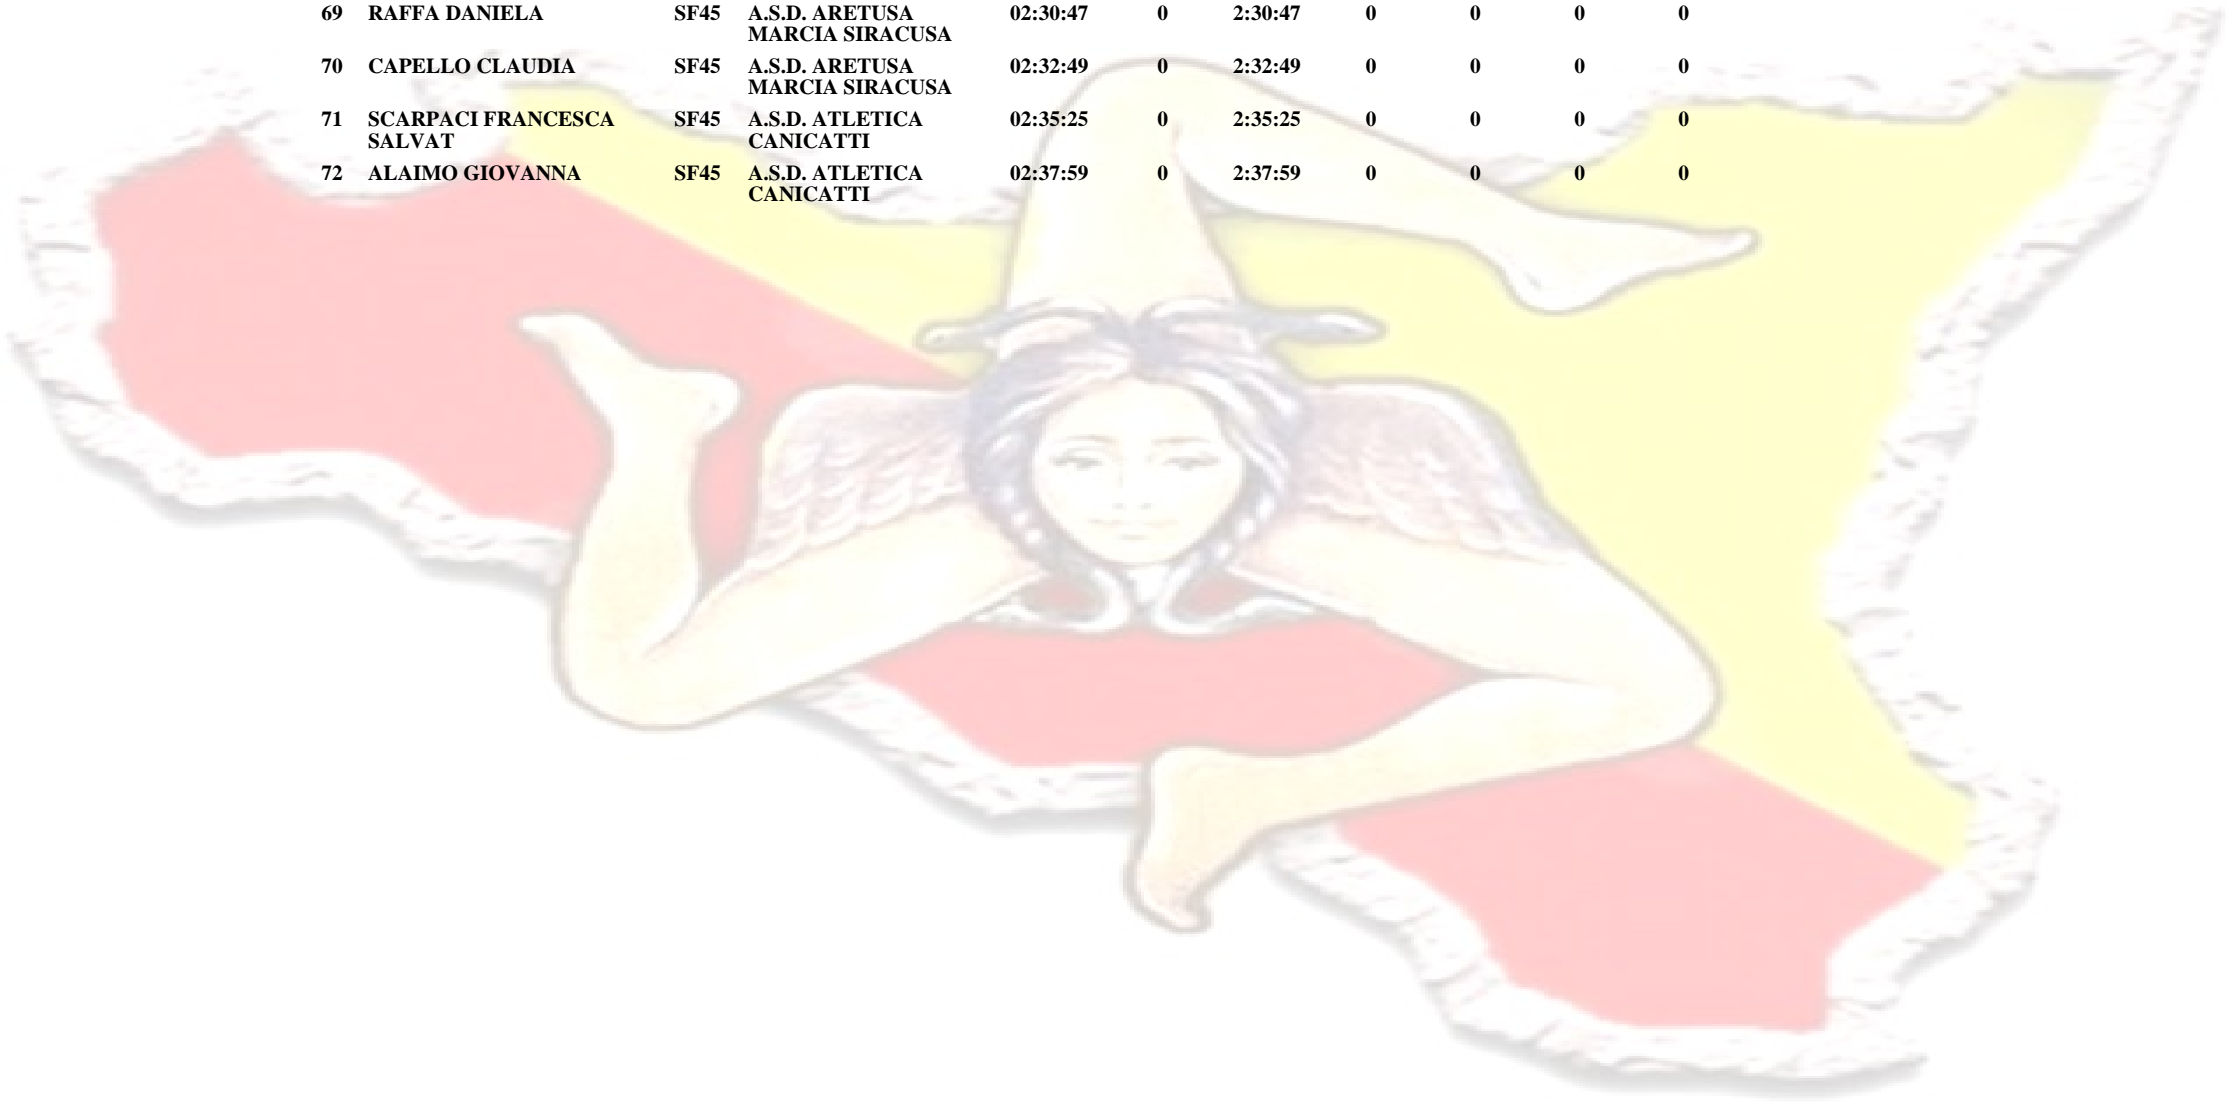 69 RAFFA DANIELA SF45 A.S.D. ARETUSA 02:30:47 0 2:30:47 0 0 0 0
MARCIA SIRACUSA
70 CAPELLO CLAUDIA SF45 A.S.D. ARETUSA 02:32:49 0 2:32:49 0 0 0 0
MARCIA SIRACUSA
71 SCARPACI FRANCESCA SF45 A.S.D. ATLETICA 02:35:25 0 2:35:25 0 0 0 0
SALVAT CANICATTI
72 ALAIMO GIOVANNA SF45 A.S.D. ATLETICA 02:37:59 0 2:37:59 0 0 0 0
CANICATTI